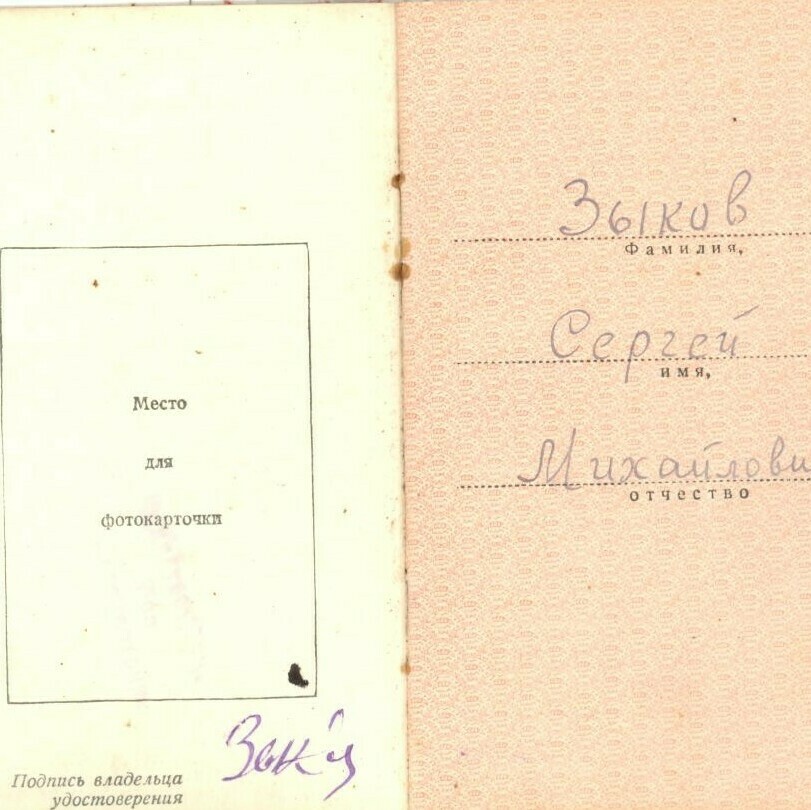 Место
для
фотокарточки
Подпись владельца
удостоверения
Зыков
Фамилия,
Сергей
имя,
Михайлови
отчество